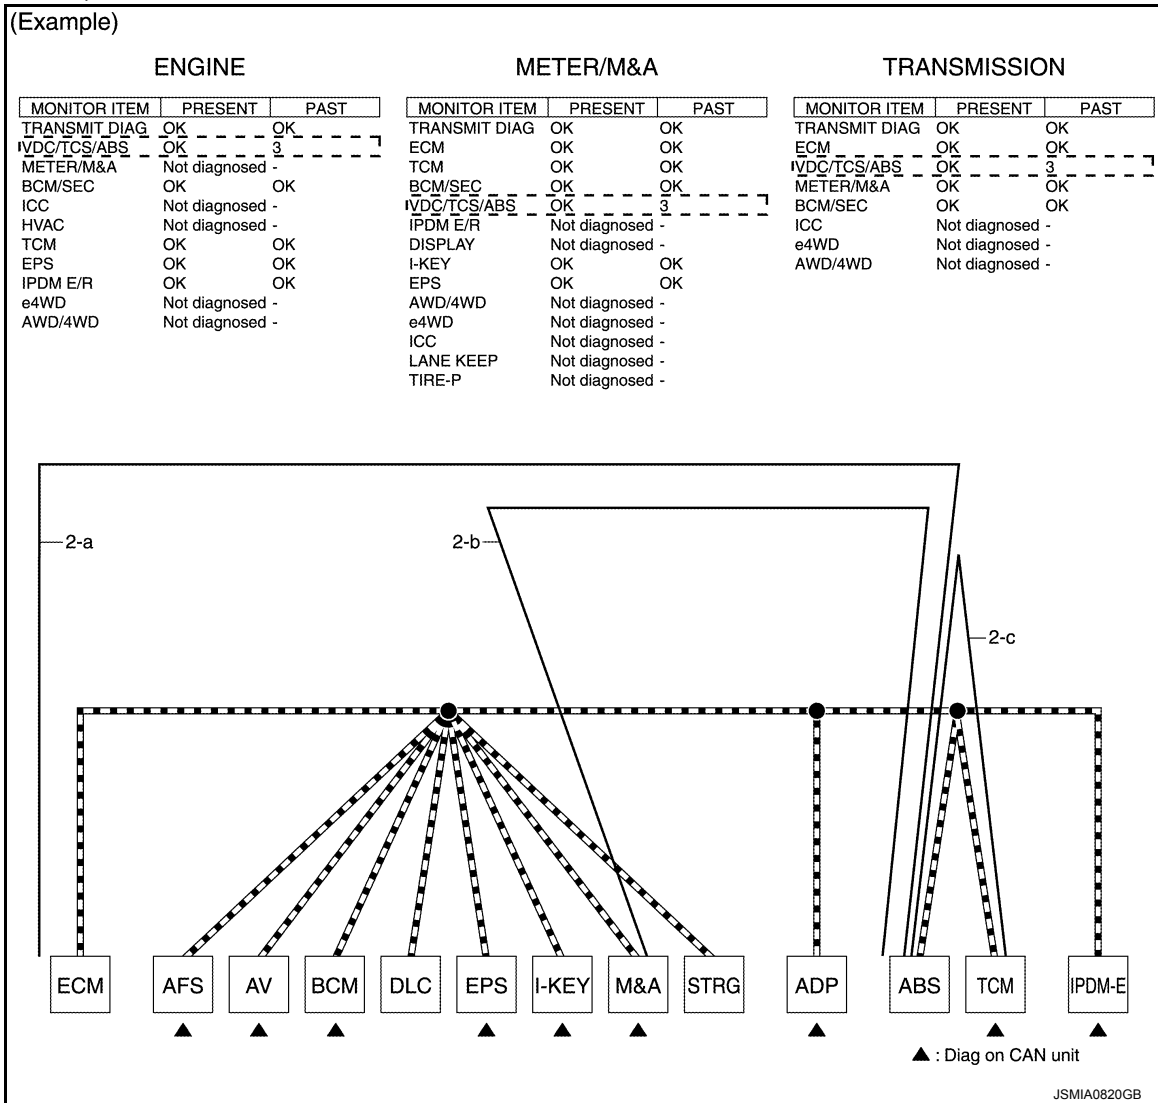 (Example)
ENGINE
MONITOR ITEM PRESENT PAST
TRANSMIT DIAG OK OK
VDC/TCS/ABS OK 3
METER/M&A Not diagnosed -
BCM/SEC OK OK
ICC Not diagnosed -
HVAC Not diagnosed -
TCM OK OK
EPS OK OK
IPDM E/R OK OK
e4WD Not diagnosed -
AWD/4WD Not diagnosed -
METER/M&A
MONITOR ITEM PRESENT PAST
TRANSMIT DIAG OK OK
ECM OK OK
TCM OK OK
BCM/SEC OK OK
VDC/TCS/ABS OK 3
IPDM E/R Not diagnosed -
DISPLAY Not diagnosed -
I-KEY OK OK
EPS OK OK
AWD/4WD Not diagnosed -
e4WD Not diagnosed -
ICC Not diagnosed -
LANE KEEP Not diagnosed -
TIRE-P Not diagnosed -
TRANSMISSION
MONITOR ITEM PRESENT PAST
TRANSMIT DIAG OK OK
ECM OK OK
VDC/TCS/ABS OK 3
METER/M&A OK OK
BCM/SEC OK OK
ICC Not diagnosed -
e4WD Not diagnosed -
AWD/4WD Not diagnosed -
2-a
2-b
2-c
ECM AFS AV BCM DLC EPS I-KEY M&A STRG ADP ABS TCM IPDM-E
▲ : Diag on CAN unit
JSMIA0820GB